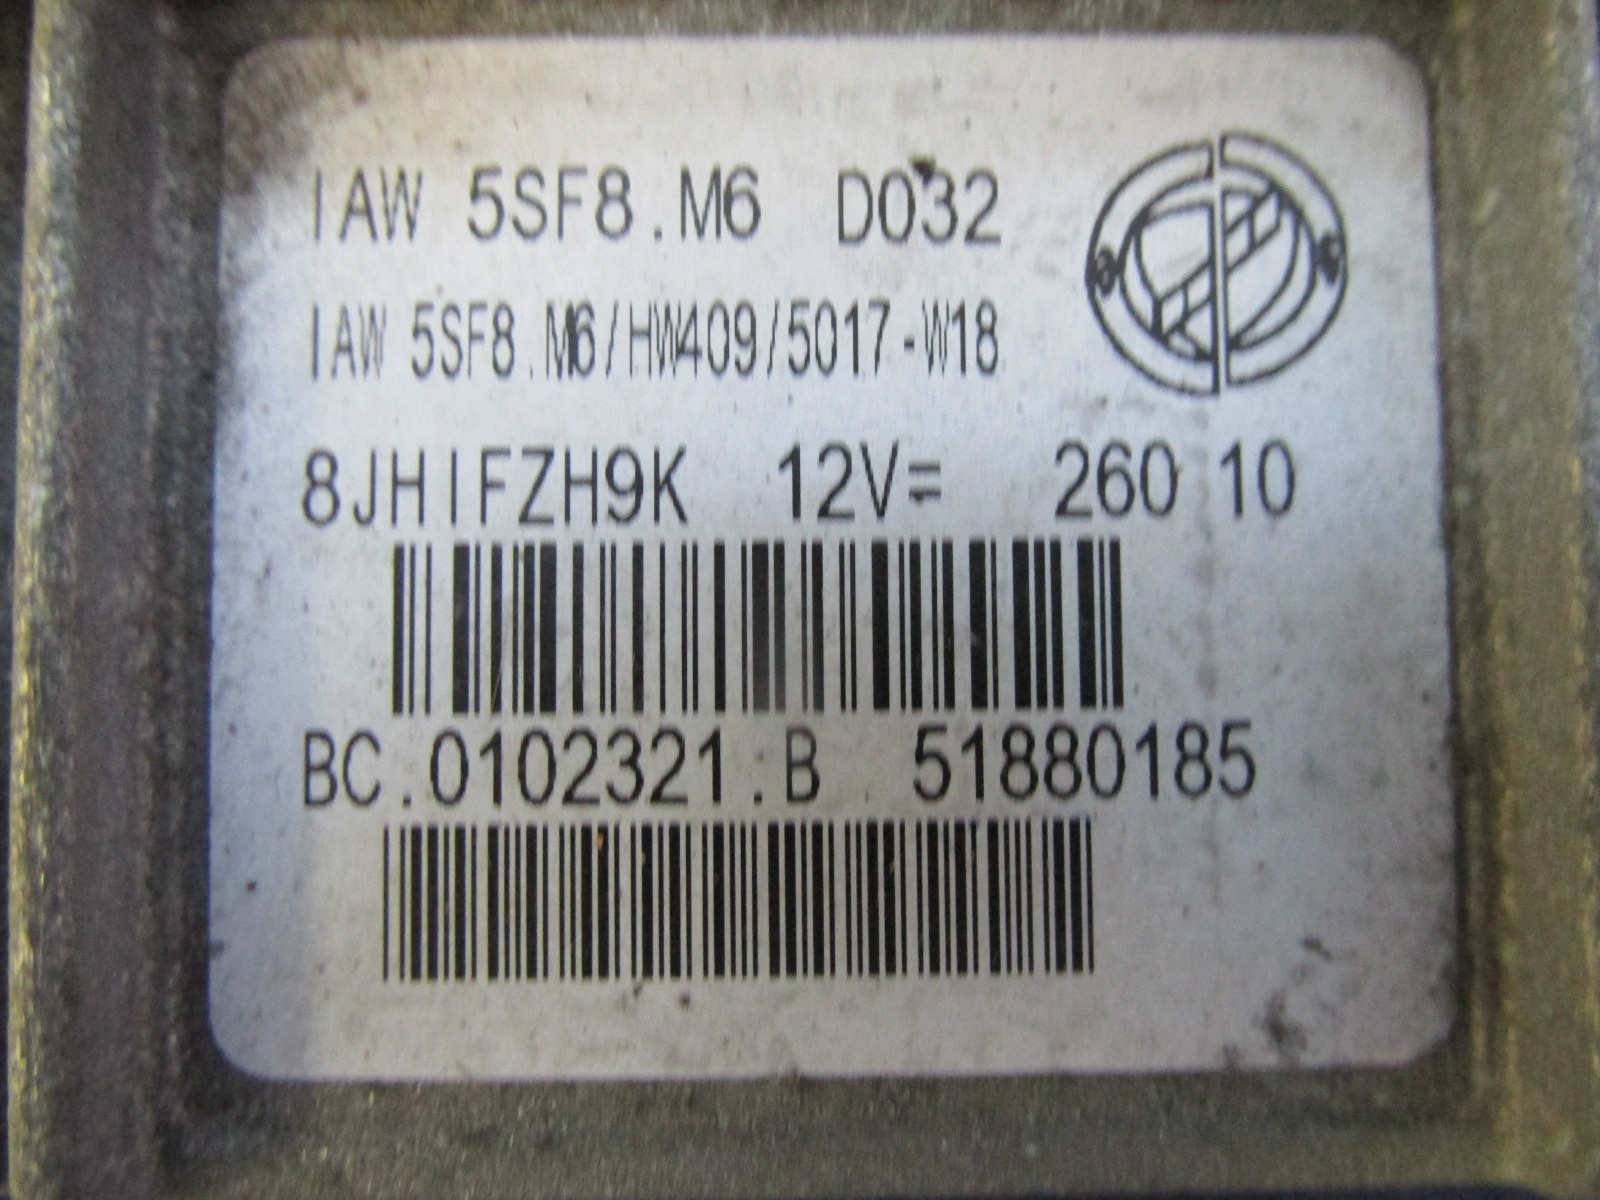 IAW 5SF8.M6 D032
IAW 5SF8.M6/HW409/5017-W18
8JHIFZH9K 12V= 260 10
BC.0102321.B 51880185